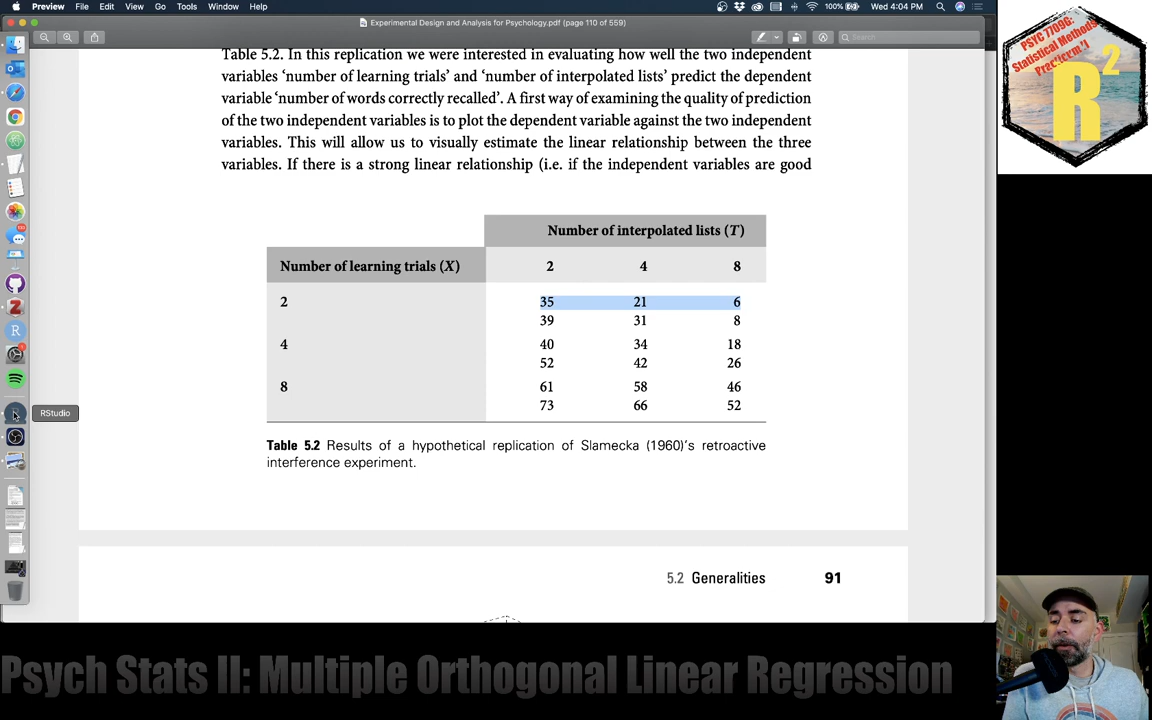 Preview File Edit View Go Tools Window Help 100% Wed 4:04 PM
Experimental Design and Analysis for Psychology.pdf (page 110 of 559)
Search
Table 5.2. In this replication we were interested in evaluating how well the two independent
variables ‘number of learning trials’ and ‘number of interpolated lists’ predict the dependent
variable ‘number of words correctly recalled’. A first way of examining the quality of prediction
of the two independent variables is to plot the dependent variable against the two independent
variables. This will allow us to visually estimate the linear relationship between the three
variables. If there is a strong linear relationship (i.e. if the independent variables are good
Number of interpolated lists (T)
Number of learning trials (X) 2 4 8
2 35 21 6
39 31 8
4 40 34 18
52 42 26
8 61 58 46
73 66 52
Table 5.2 Results of a hypothetical replication of Slamecka (1960)’s retroactive
interference experiment.
5.2 Generalities 91
RStudio
PSYC 7709G:
Statistical Methods
Practicum 1
R2
Psych Stats II: Multiple Orthogonal Linear Regression